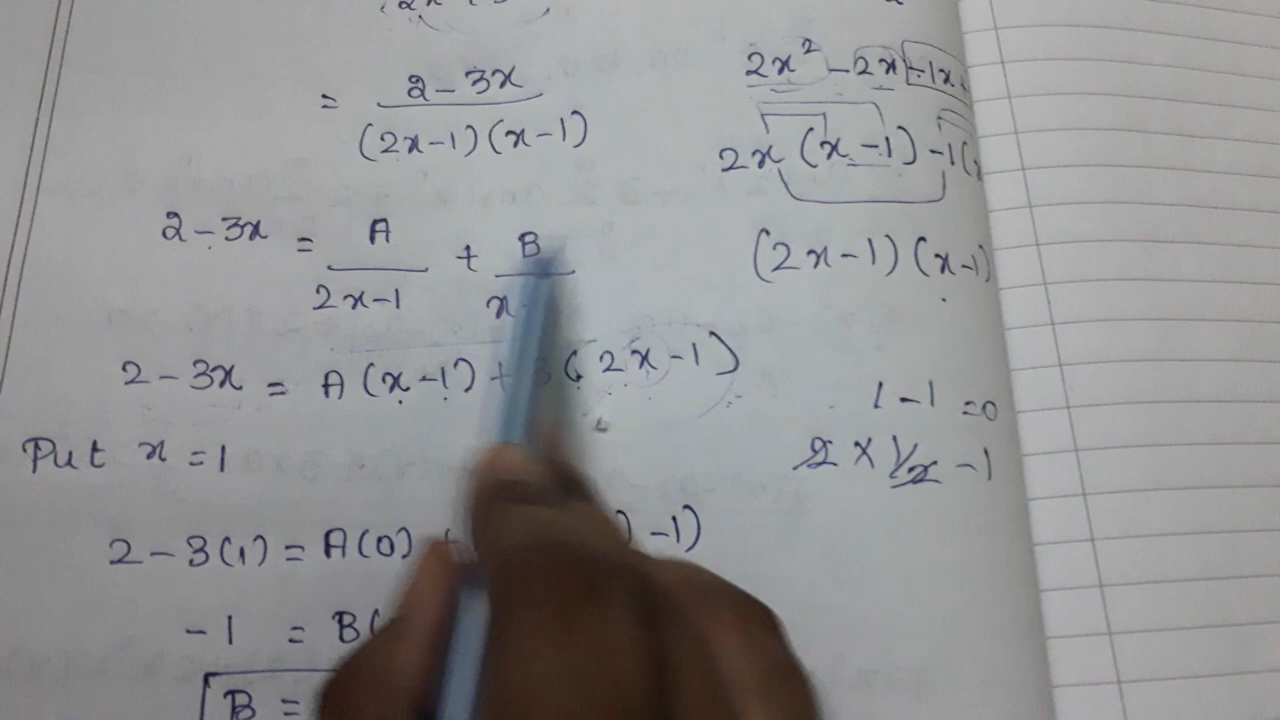 = 2-3x / (2x-1)(x-1)
2-3x = A / 2x-1 + B / x
2-3x = A(x-1) + (2x-1)
Put x=1
2-3(1) = A(0) ) -1)
-1 = B(
B =
2x² -2x -1x
2x (x-1) -1(
(2x-1) (x-1)
1-1 =0
2 x 1/2 -1